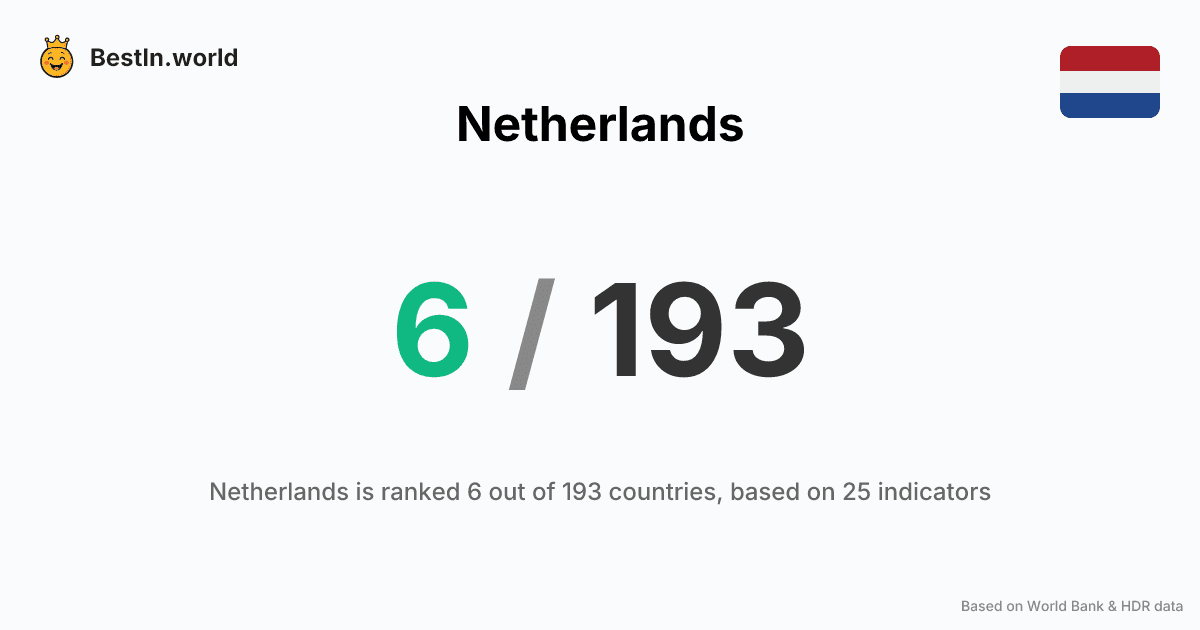 BestIn.world
Netherlands
6 / 193
Netherlands is ranked 6 out of 193 countries, based on 25 indicators
Based on World Bank & HDR data